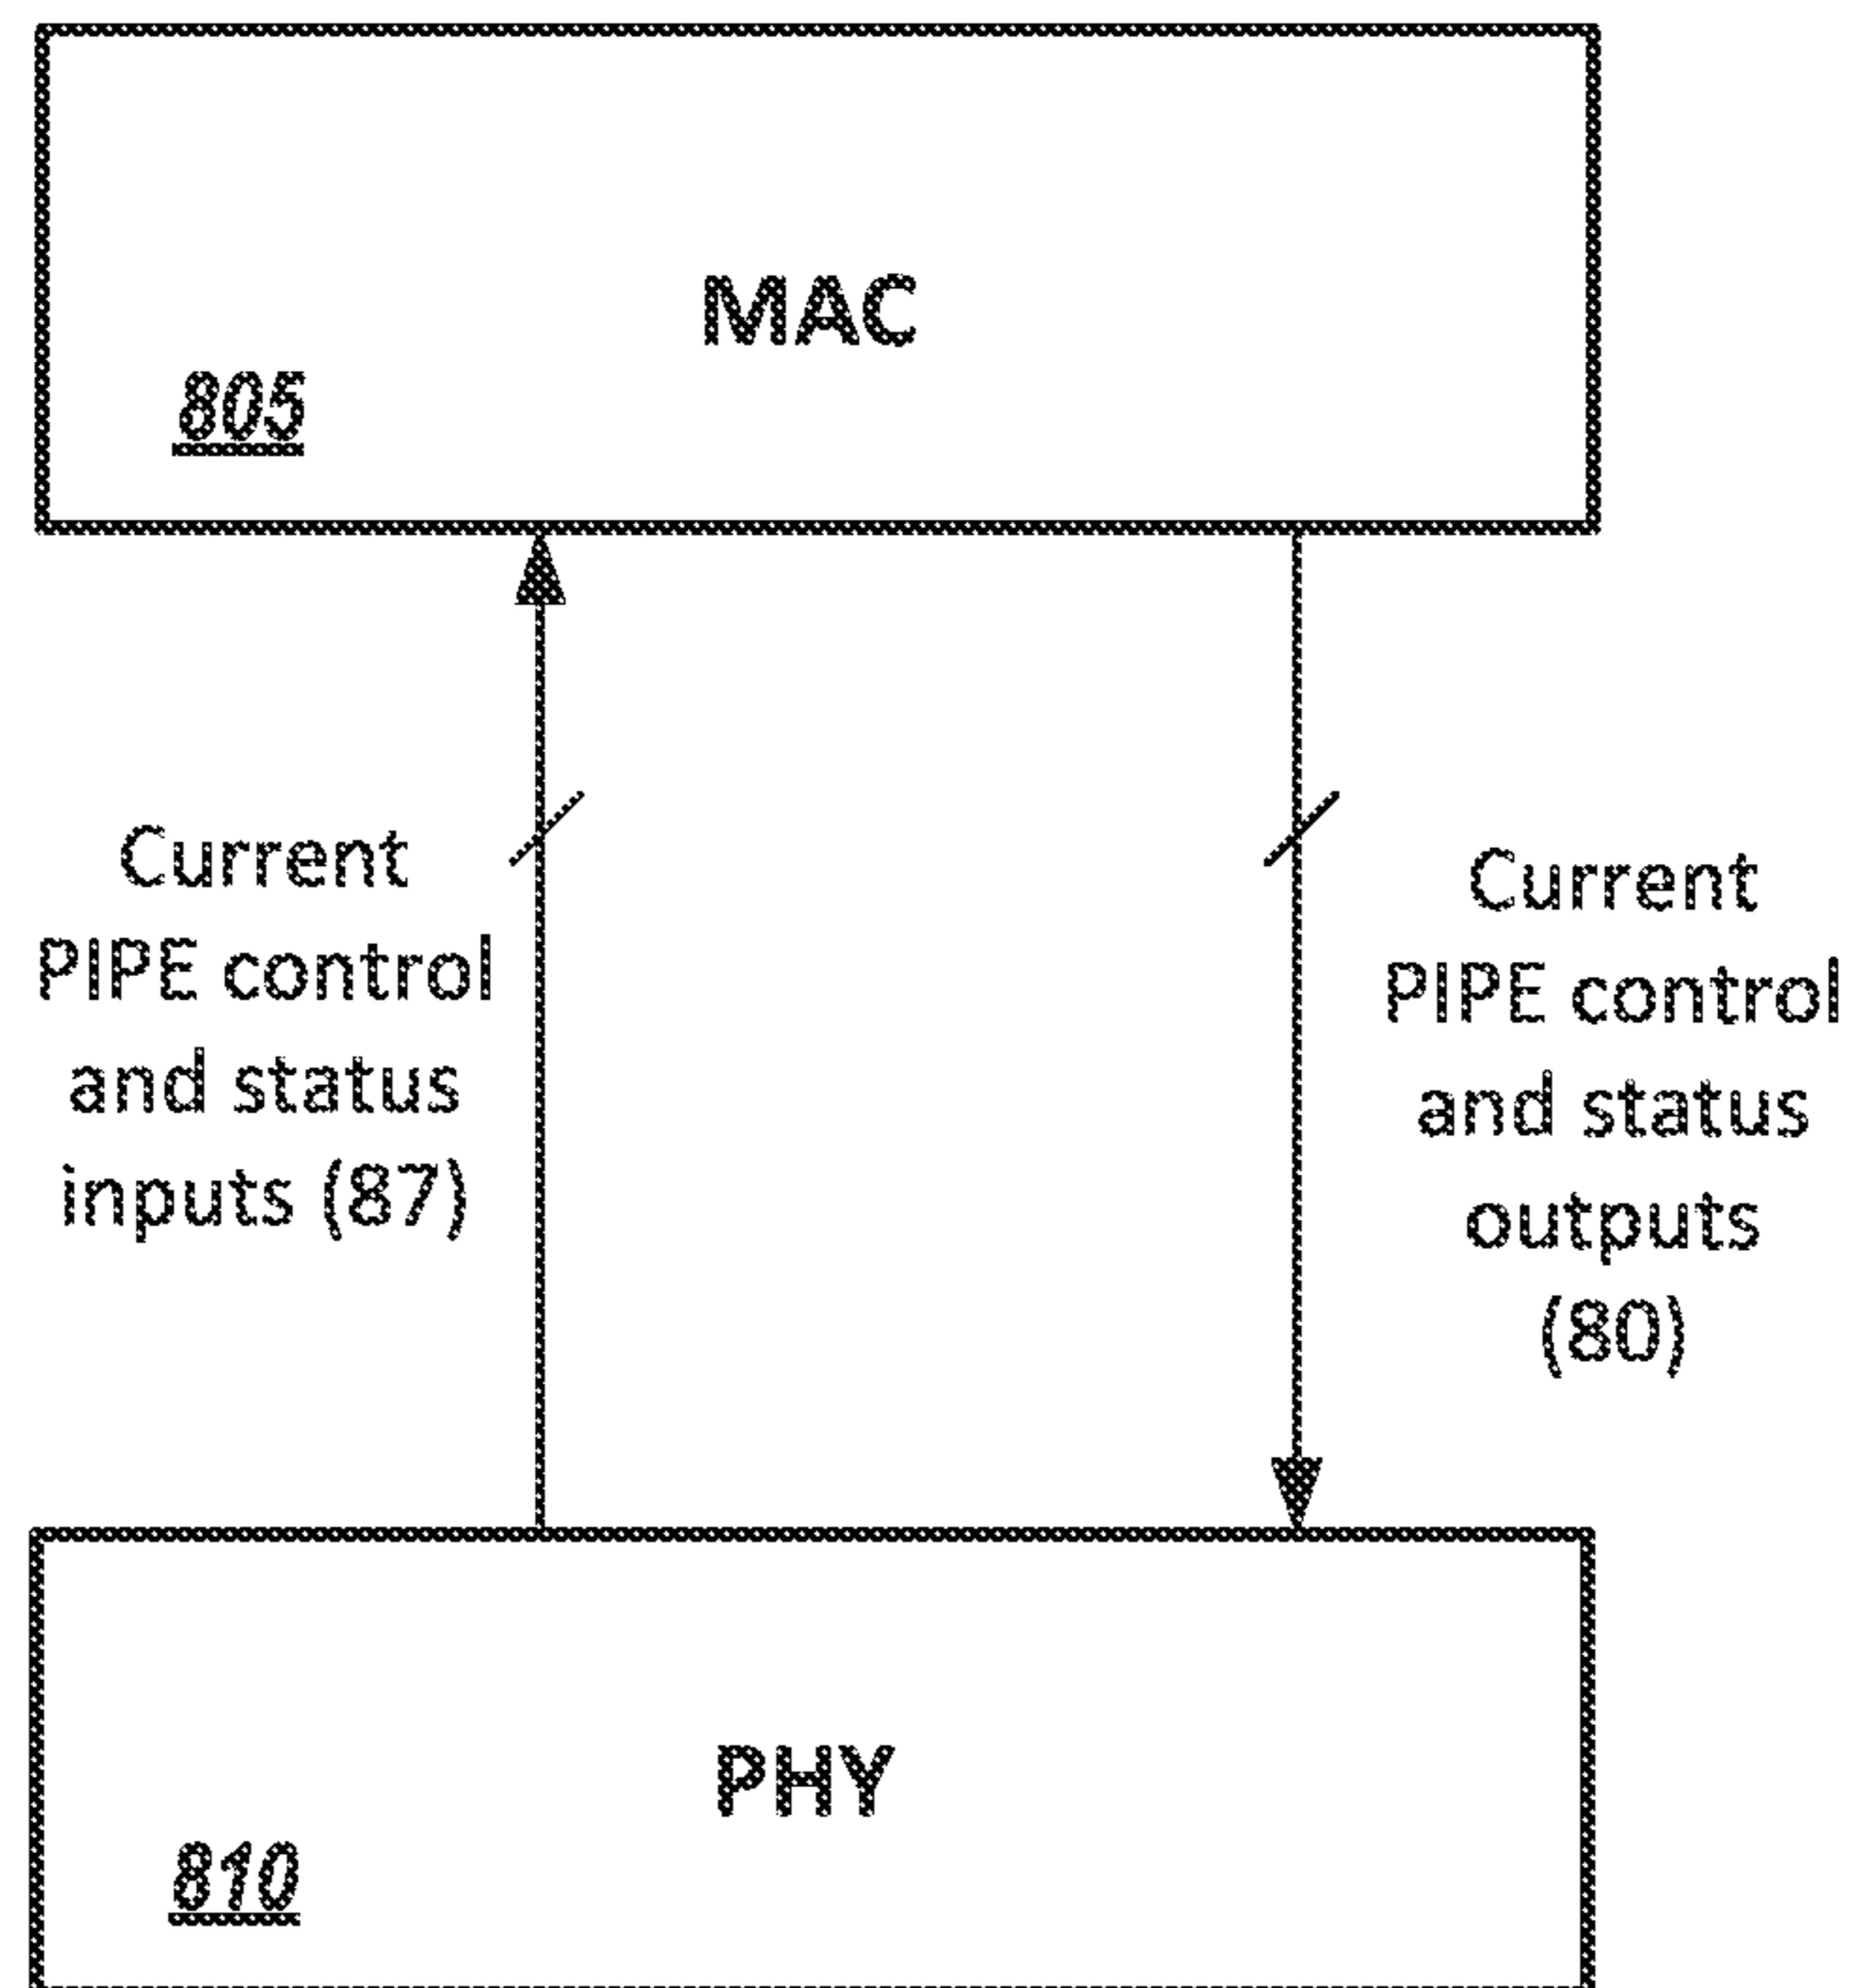 MAC
805
Current
PIPE control
and status
inputs (87)
Current
PIPE control
and status
outputs
(80)
PHY
810